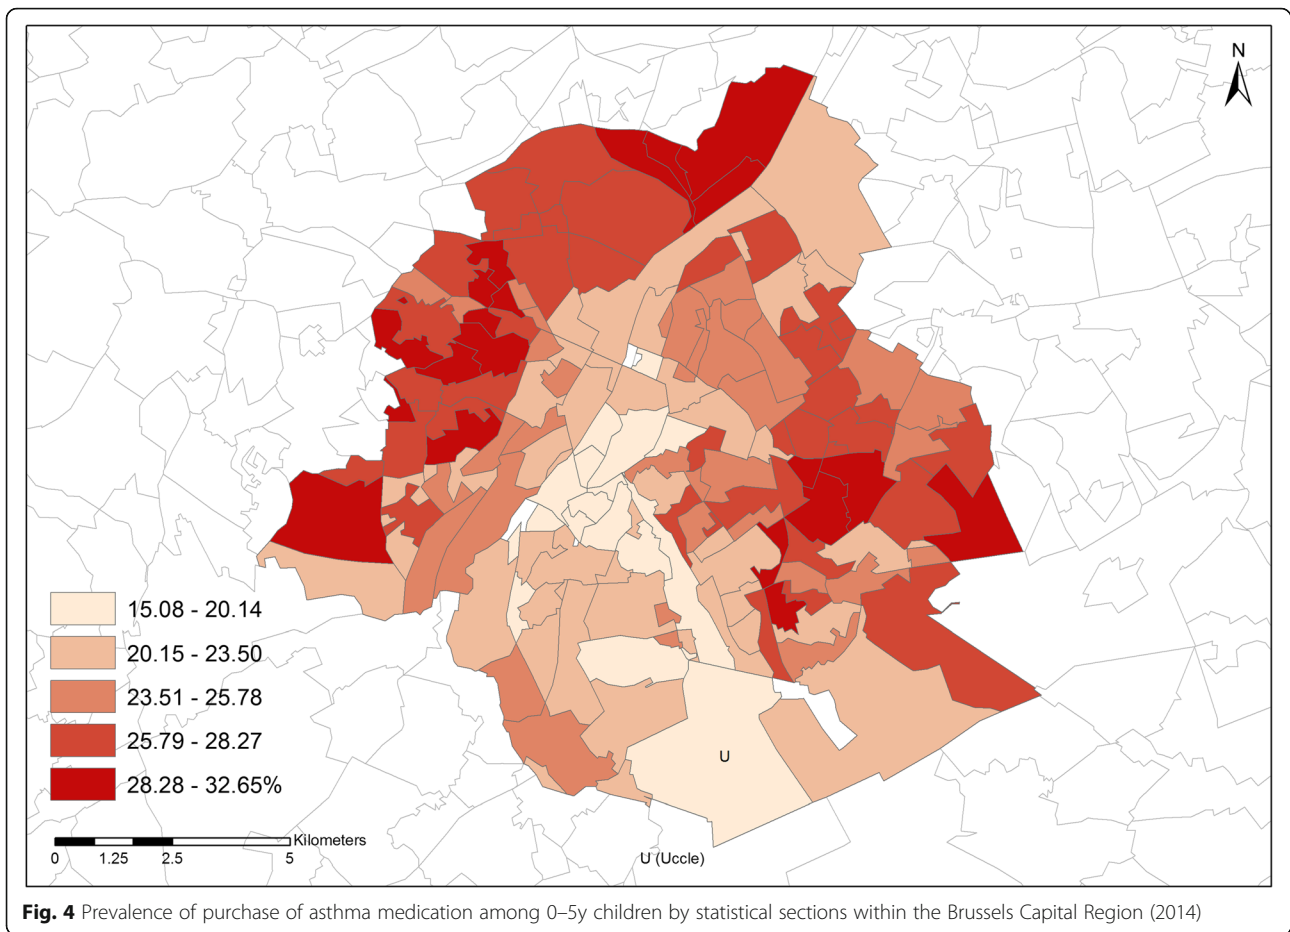 N
15.08 - 20.14
20.15 - 23.50
23.51 - 25.78
25.79 - 28.27
28.28 - 32.65%
U
Kilometers
0 1.25 2.5 5
U (Uccle)
Fig. 4 Prevalence of purchase of asthma medication among 0–5y children by statistical sections within the Brussels Capital Region (2014)